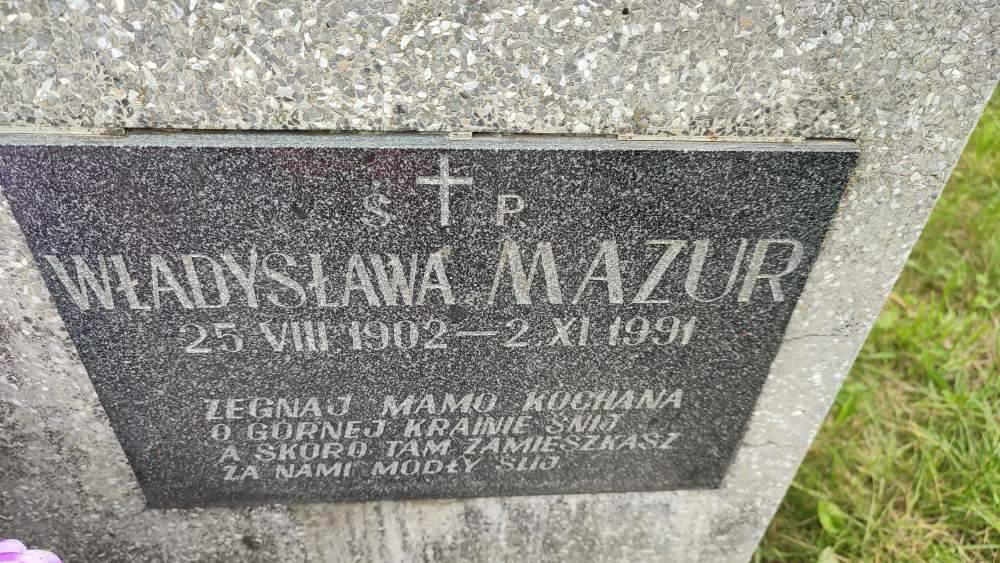 Ś. P.
WŁADYSŁAWA MAZUR
25 VIII 1902 — 2 XI 1991
ŻEGNAJ MAMO KOCHANA
O GÓRNEJ KRAINIE ŚNIJ
A SKORO TAM ZAMIESZKASZ
ZA NAMI MODŁY ŚLIJ